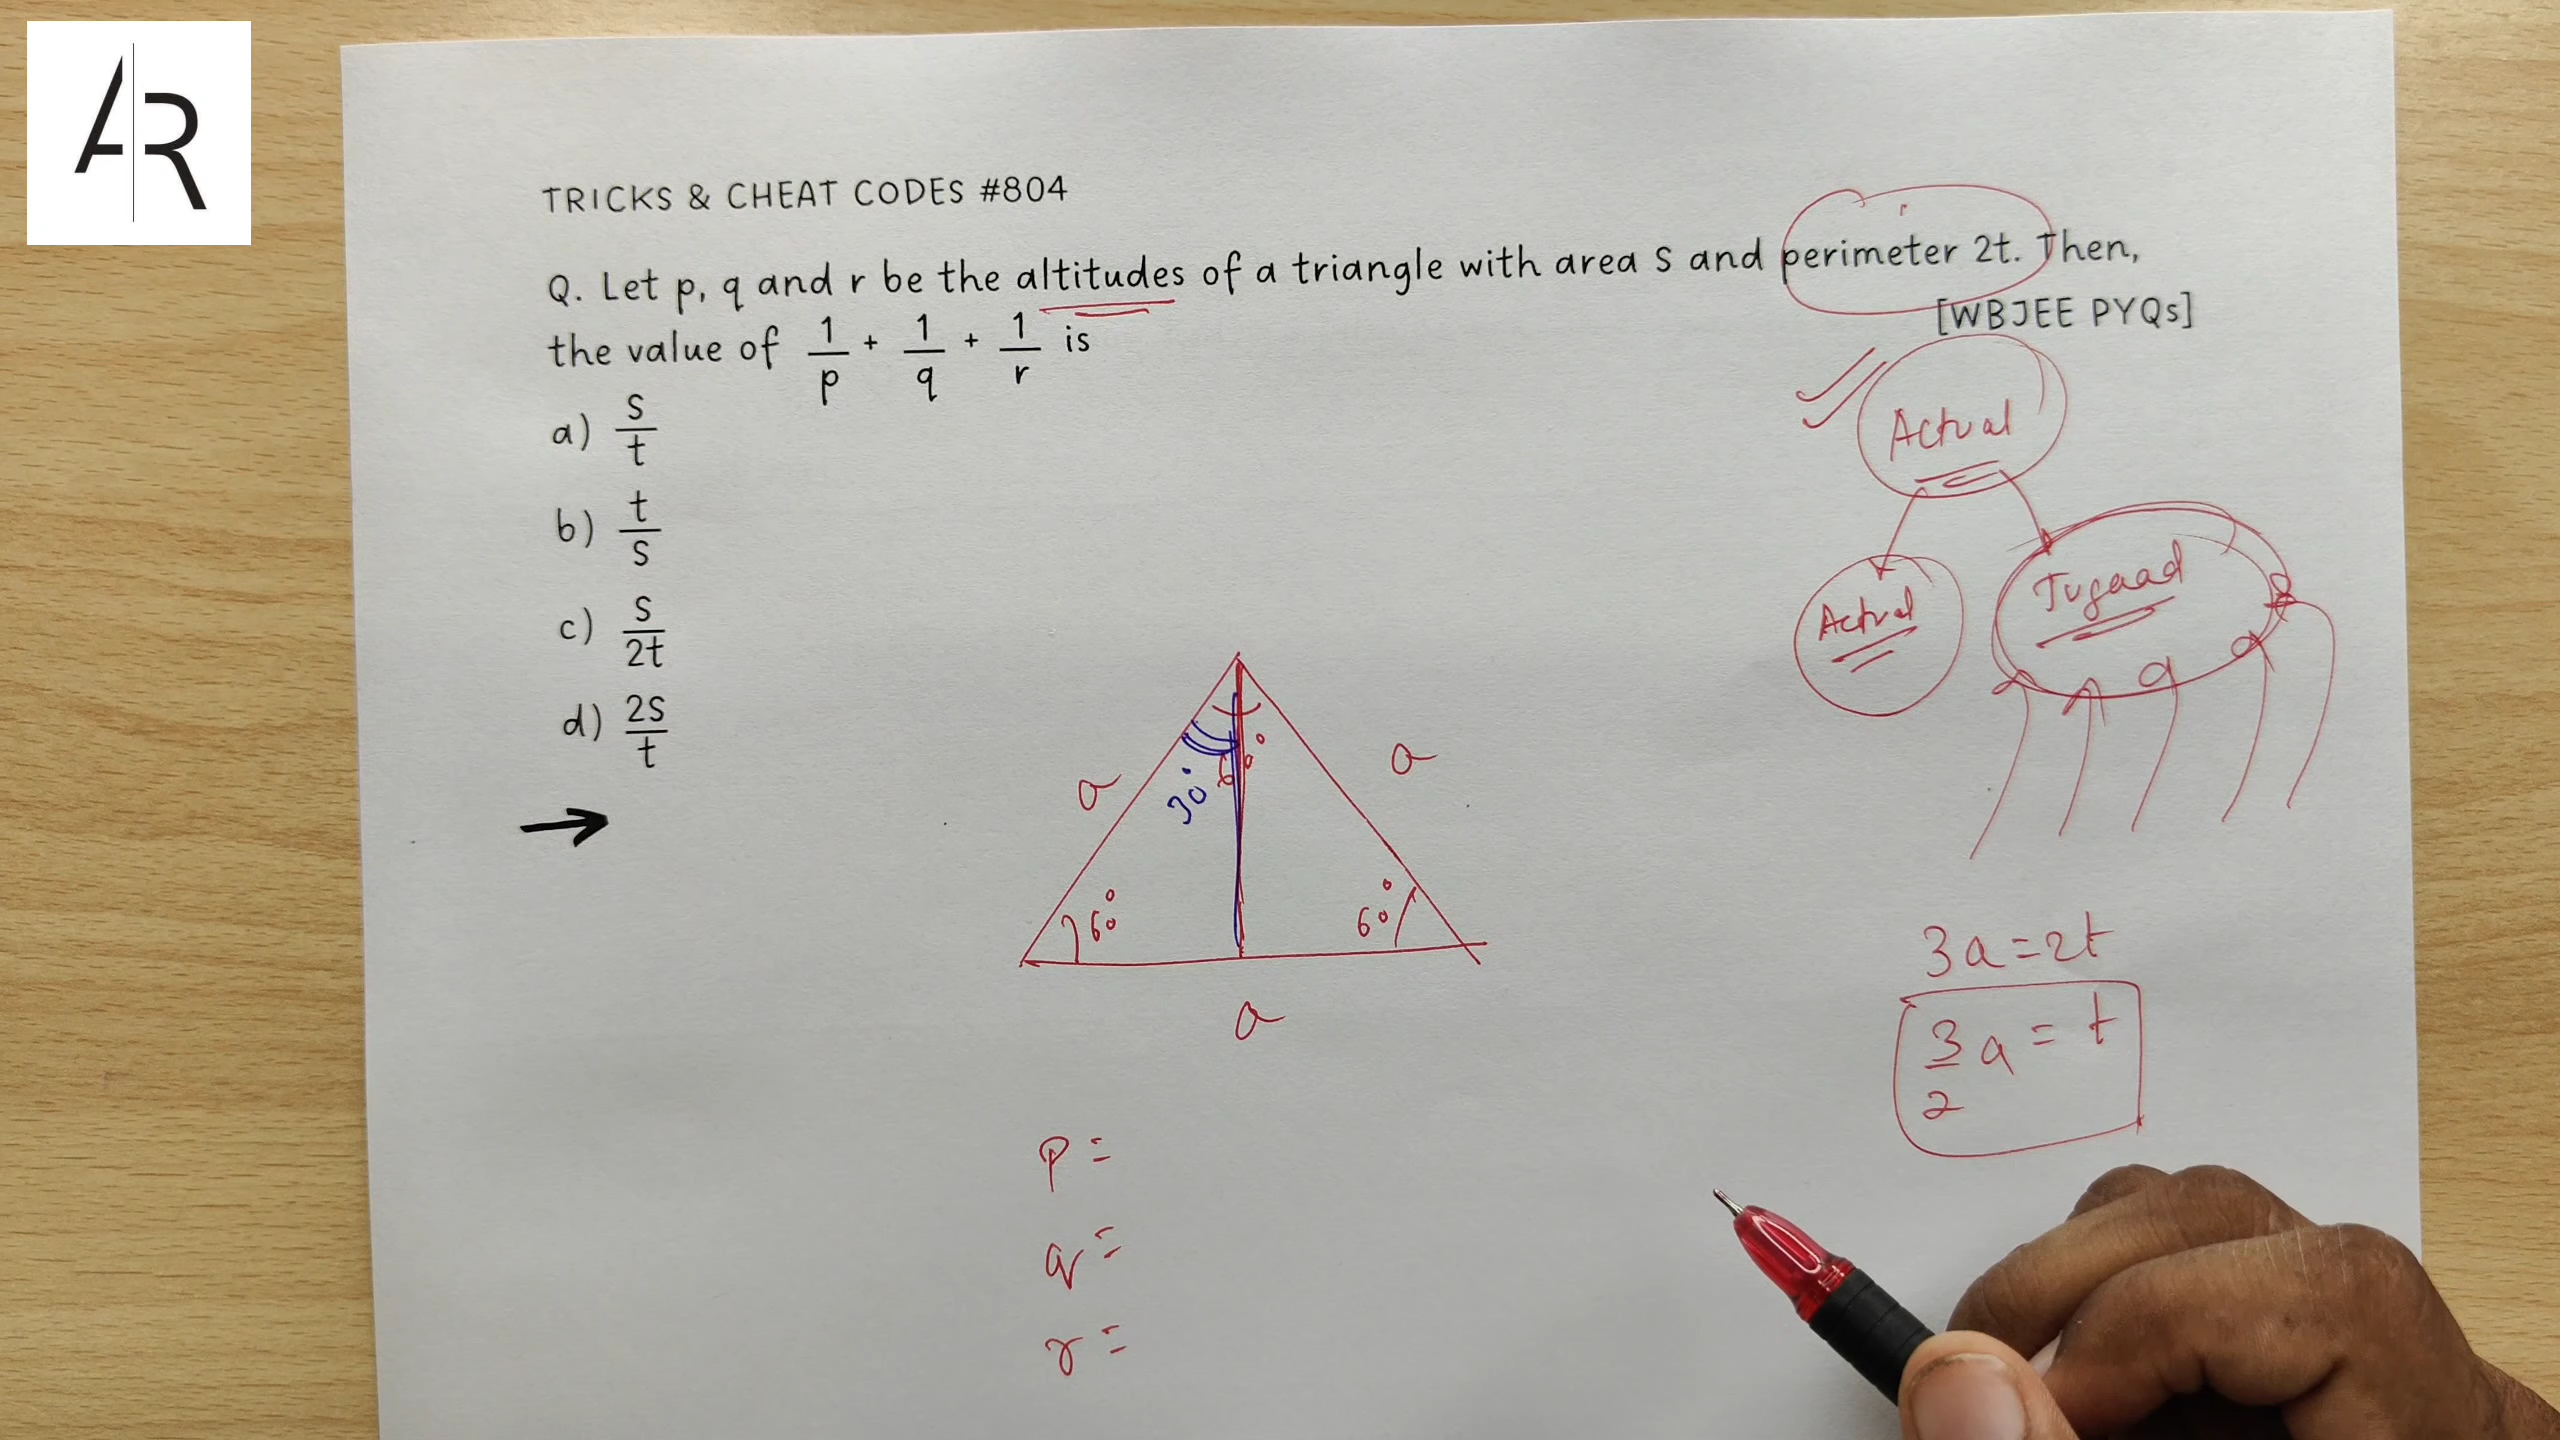 AR
TRICKS & CHEAT CODES #804
Q. Let p, q and r be the altitudes of a triangle with area S and perimeter 2t. Then,
the value of 1/p + 1/q + 1/r is
[WBJEE PYQs]
a) S/t
b) t/S
c) S/2t
d) 2S/t
Actual
Actual
Jugaad
a
a
30°
60°
60°
60°
a
3a=2t
3/2 a = t
p =
q =
r =